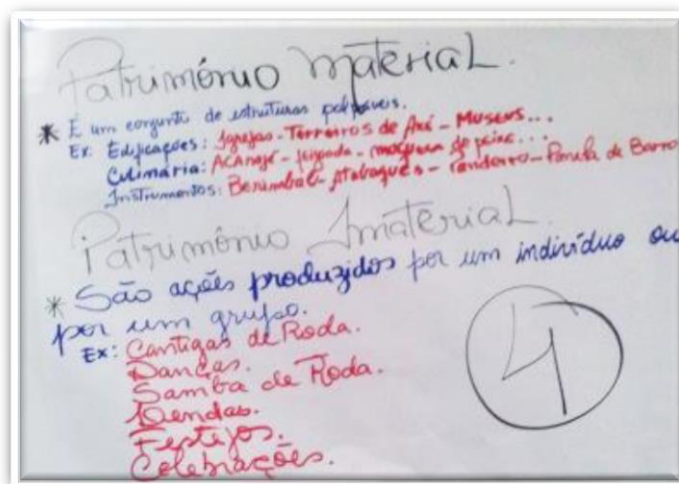 Patrimônio material.
* É um conjunto de estruturas palpáveis.
Ex: Edificações: Igrejas - Terreiros de Axé - Museus...
Culinária: Acarajé - feijoada - moqueca de peixe...
Instrumentos: Berimbau - Atabaques - Pandeiro - Panela de Barro
Patrimônio Imaterial.
* São ações produzidos por um indivíduo ou
por um grupo.
Ex: Cantigas de Roda.
Danças.
Samba de Roda.
Lendas.
Festejos.
Celebrações.
4